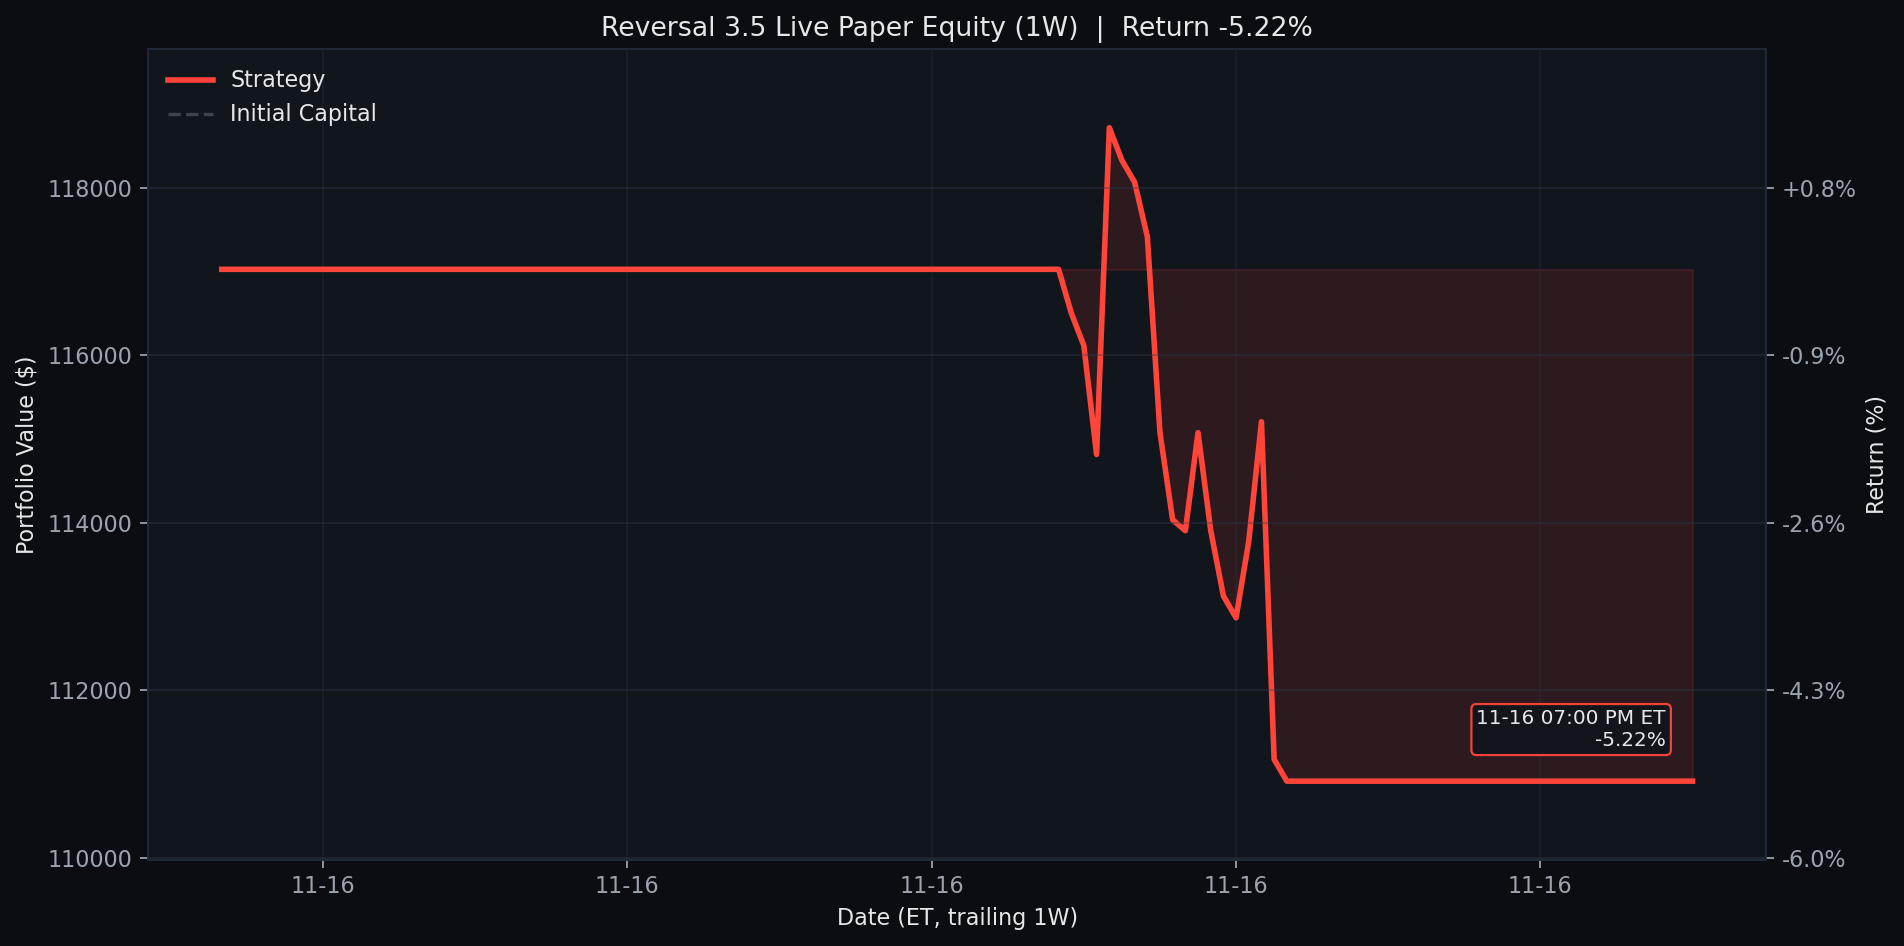 Reversal 3.5 Live Paper Equity (1W)  |  Return -5.22%
Strategy
Initial Capital
Portfolio Value ($)
118000
116000
114000
112000
110000
+0.8%
-0.9%
-2.6%
-4.3%
-6.0%
Return (%)
11-16 07:00 PM ET
-5.22%
11-16
11-16
11-16
11-16
11-16
Date (ET, trailing 1W)